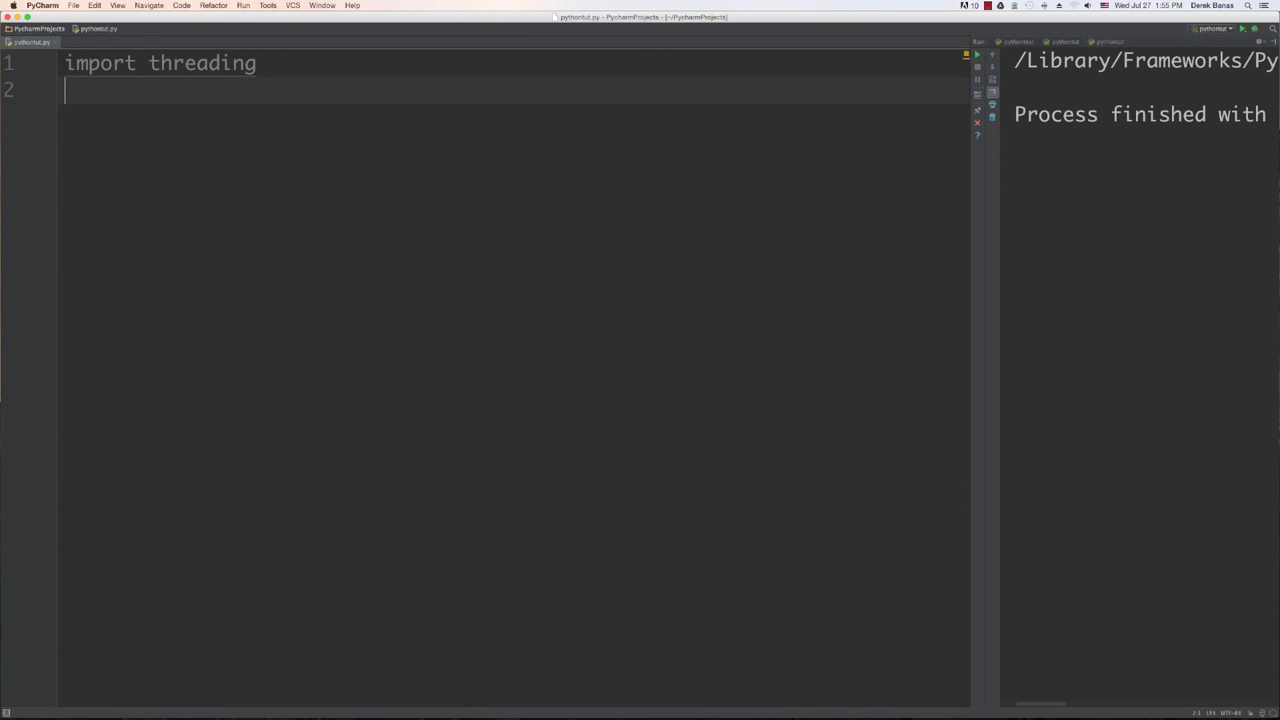 PyCharm File Edit View Navigate Code Refactor Run Tools VCS Window Help 10 Wed Jul 27 1:55 PM Derek Banas
pythontut.py - PycharmProjects - [~/PycharmProjects]
PycharmProjects pythontut.py pythontut
pythontut.py Run: pythontest pythontut pythontut
1 import threading
2
/Library/Frameworks/Py
Process finished with
?
2:1 LF‡ UTF-8‡